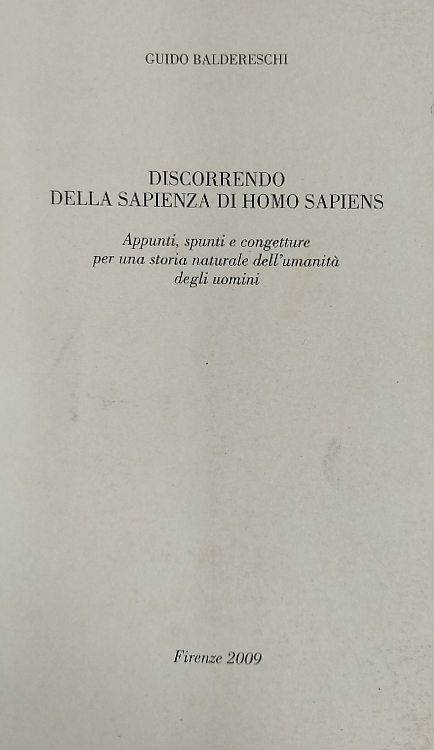 GUIDO BALDERESCHI
DISCORRENDO
DELLA SAPIENZA DI HOMO SAPIENS
Appunti, spunti e congetture
per una storia naturale dell'umanità
degli uomini
Firenze 2009